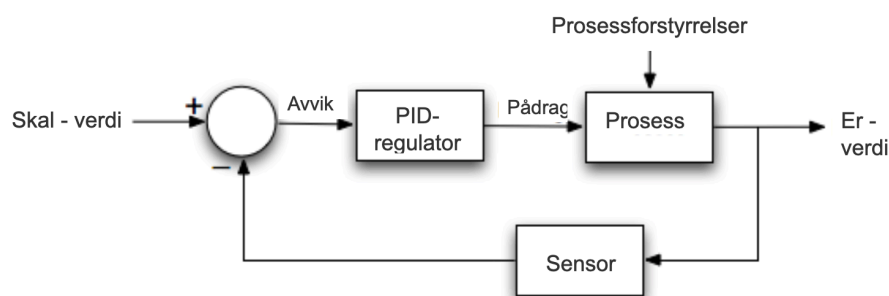 Prosessforstyrrelser
Skal - verdi
+
Avvik
PID-
regulator
Pådrag
Prosess
Er -
verdi
−
Sensor